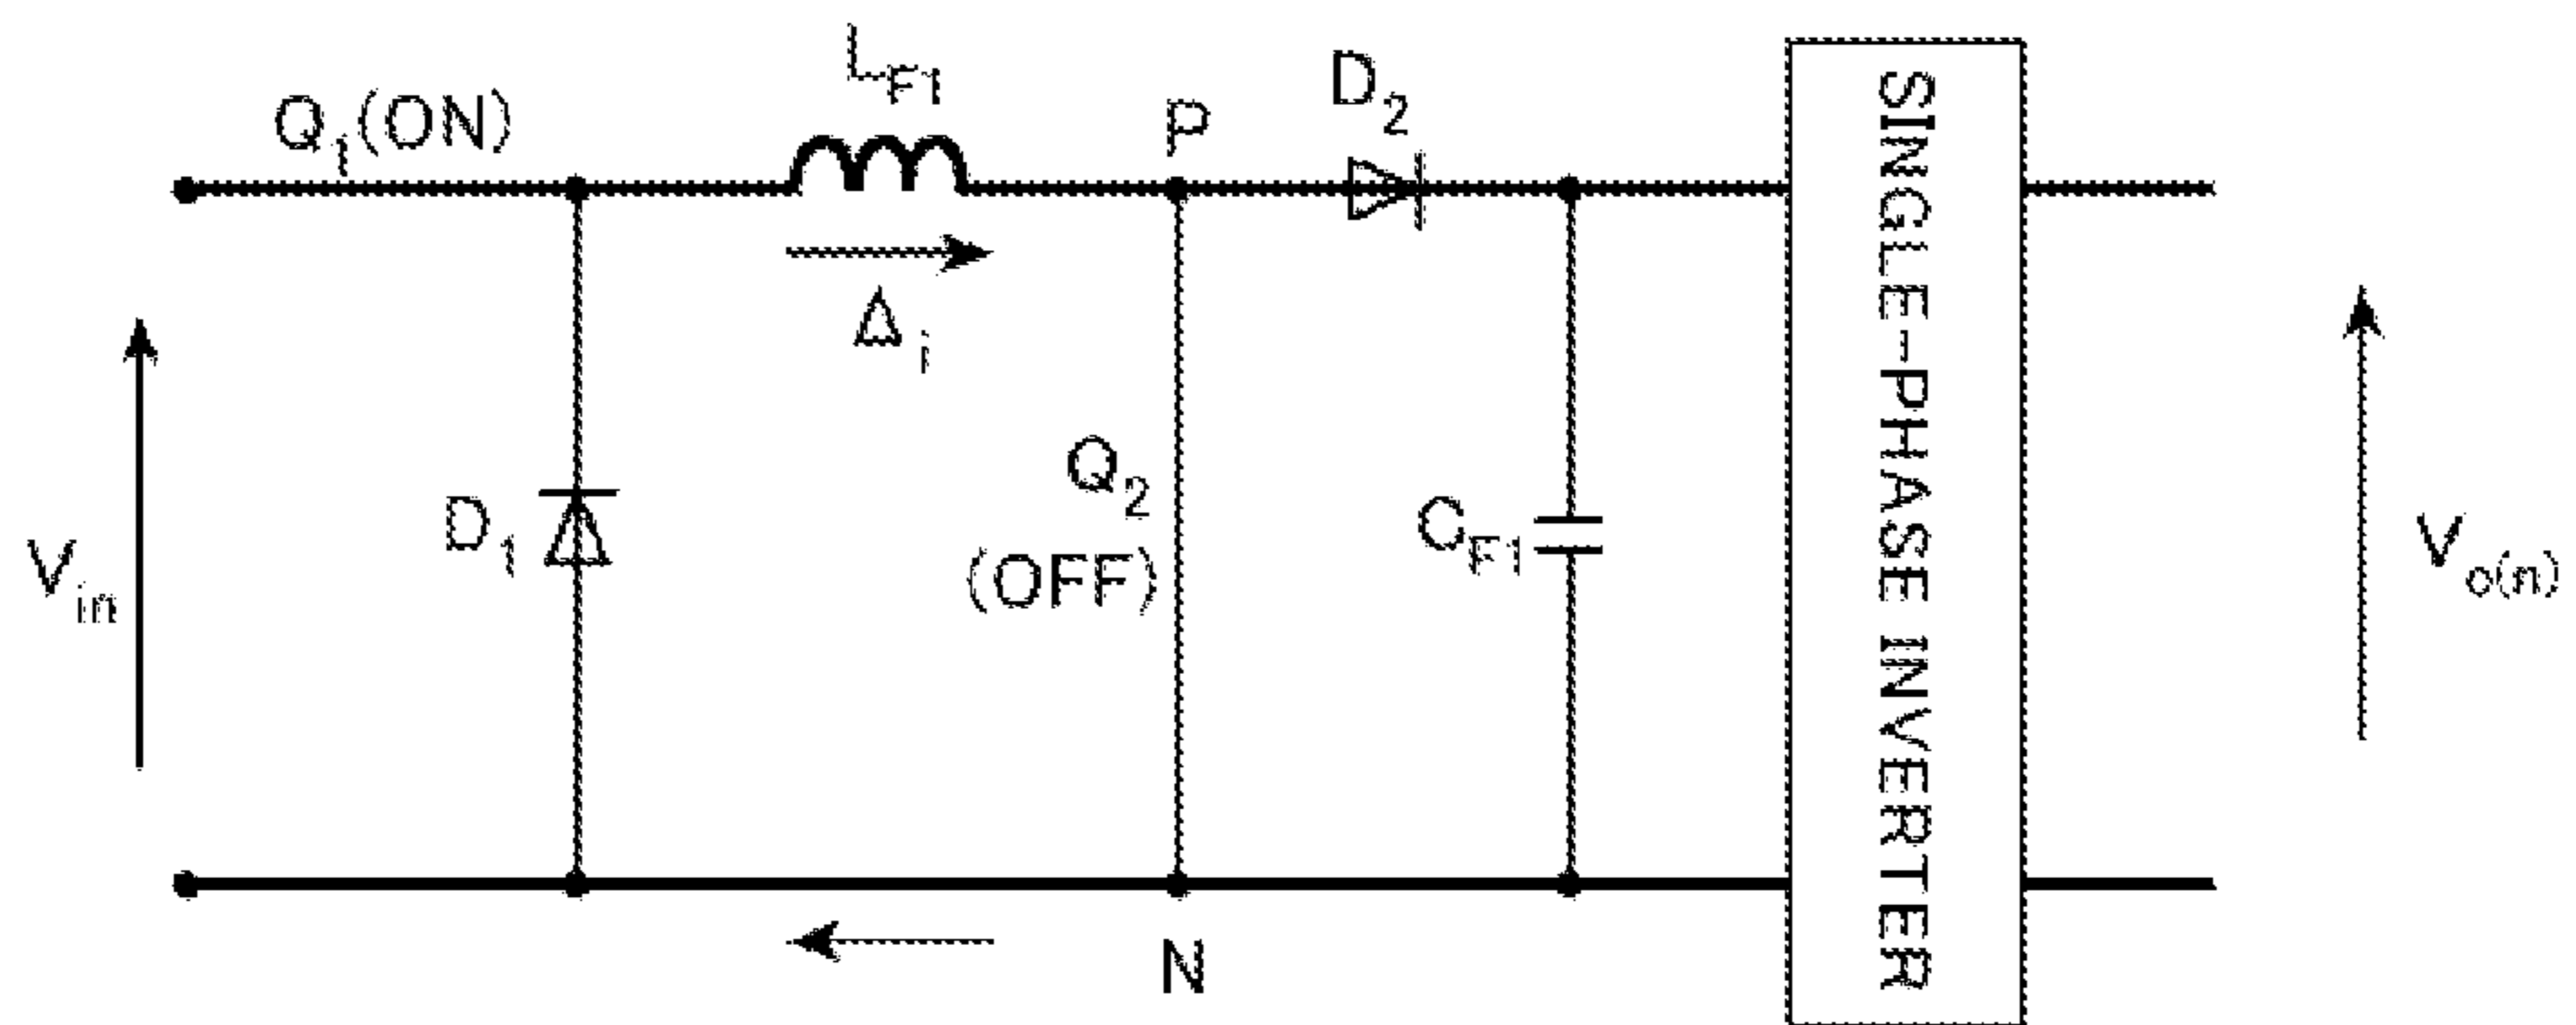 Q1(ON)
LF1
P
D2
Δi
Vin
D1
Q2
(OFF)
CF1
SINGLE-PHASE INVERTER
Vo(n)
N